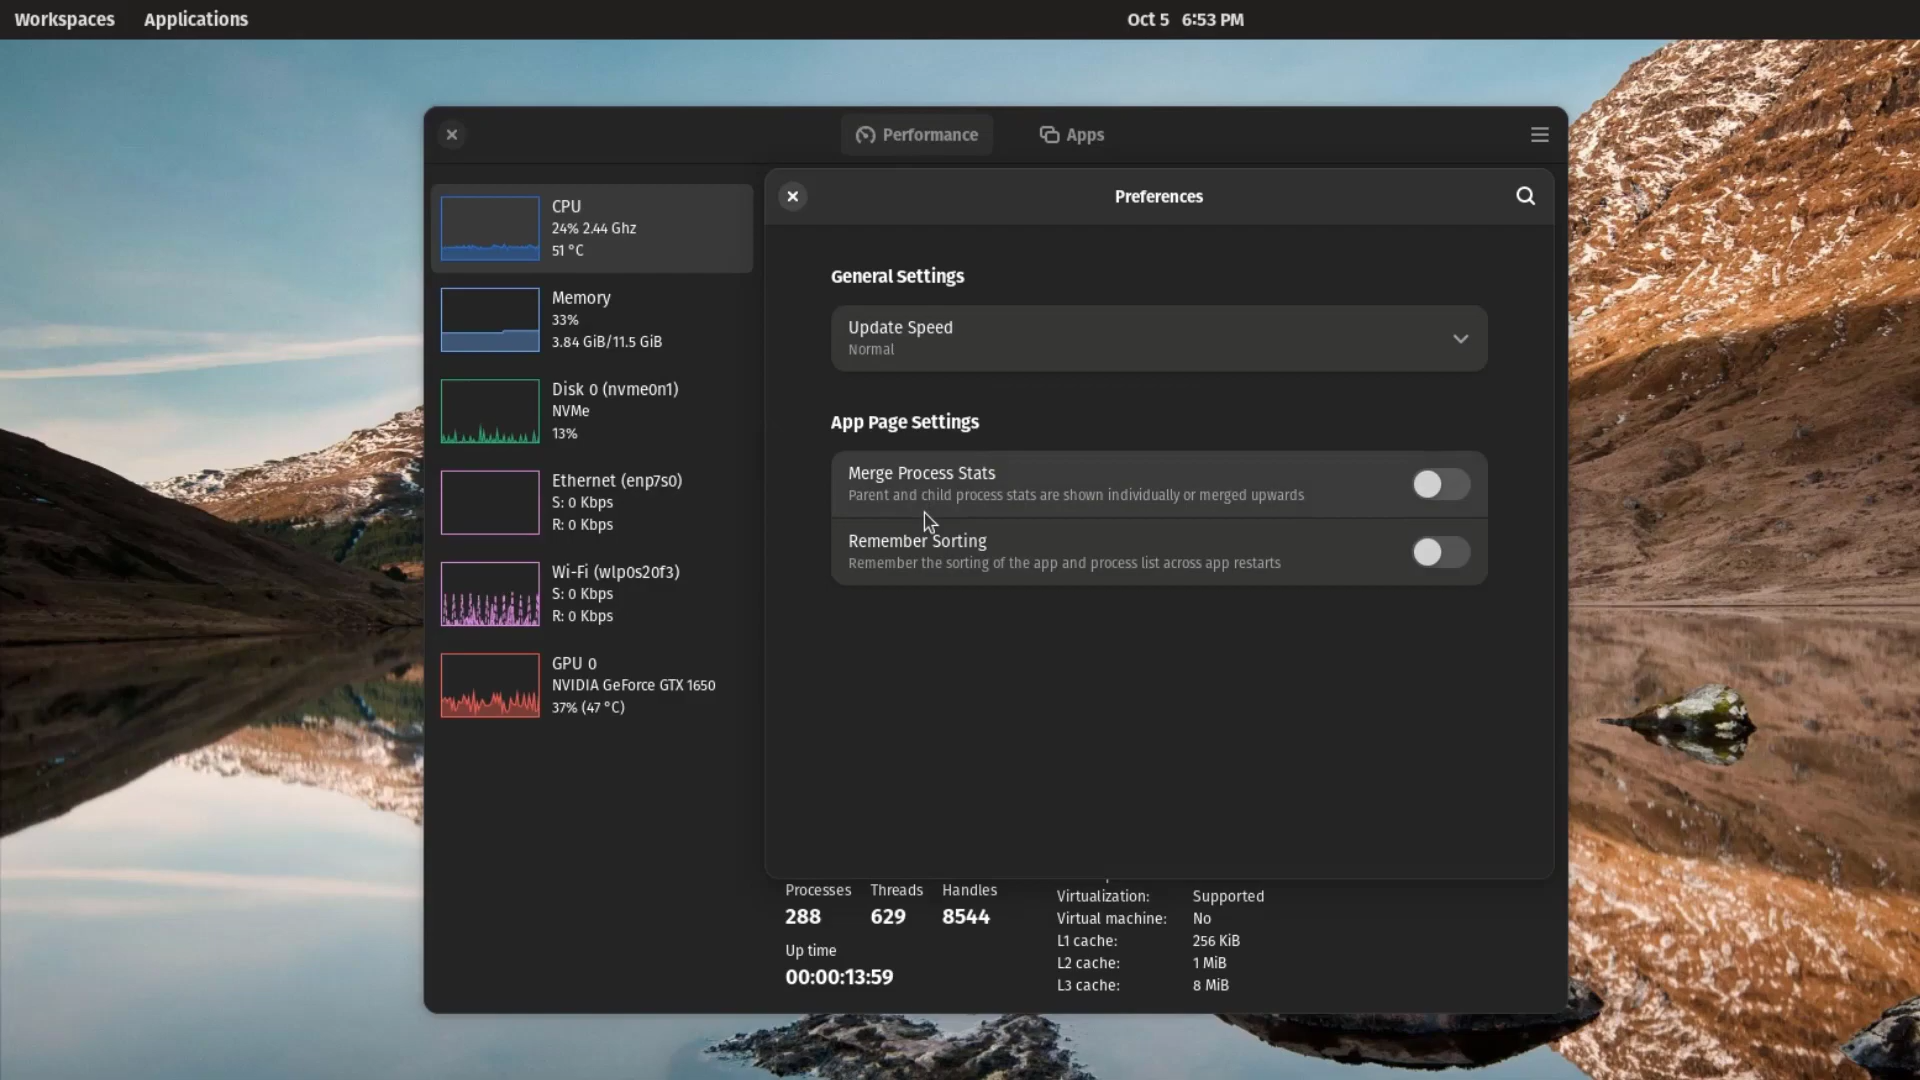 Workspaces Applications Oct 5 6:53 PM
Performance Apps
CPU
24% 2.44 Ghz
51 °C
Memory
33%
3.84 GiB/11.5 GiB
Disk 0 (nvme0n1)
NVMe
13%
Ethernet (enp7s0)
S: 0 Kbps
R: 0 Kbps
Wi-Fi (wlp0s20f3)
S: 0 Kbps
R: 0 Kbps
GPU 0
NVIDIA GeForce GTX 1650
37% (47 °C)
Preferences
General Settings
Update Speed
Normal
App Page Settings
Merge Process Stats
Parent and child process stats are shown individually or merged upwards
Remember Sorting
Remember the sorting of the app and process list across app restarts
Processes Threads Handles
288 629 8544
Up time
00:00:13:59
Virtualization: Supported
Virtual machine: No
L1 cache: 256 KiB
L2 cache: 1 MiB
L3 cache: 8 MiB